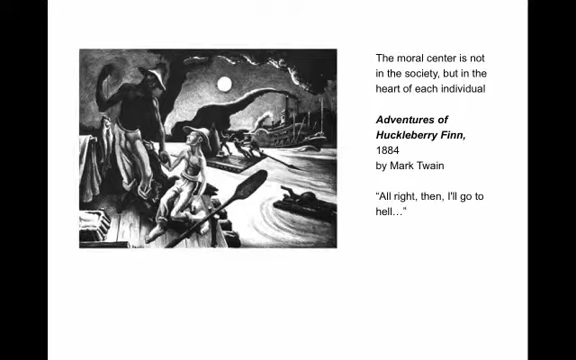 The moral center is not
in the society, but in the
heart of each individual
Adventures of
Huckleberry Finn,
1884
by Mark Twain
“All right, then, I'll go to
hell…”